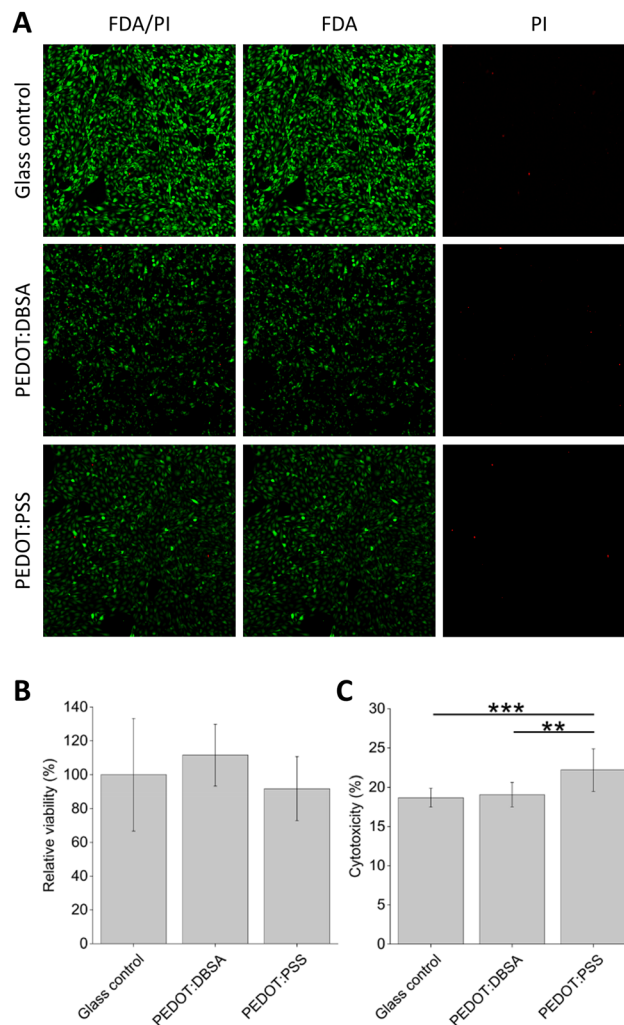 A
FDA/PI
FDA
PI
Glass control
PEDOT:DBSA
PEDOT:PSS
B
Relative viability (%)
140
120
100
80
60
40
20
0
Glass control
PEDOT:DBSA
PEDOT:PSS
C
Cytotoxicity (%)
30
25
20
15
10
5
0
***
**
Glass control
PEDOT:DBSA
PEDOT:PSS